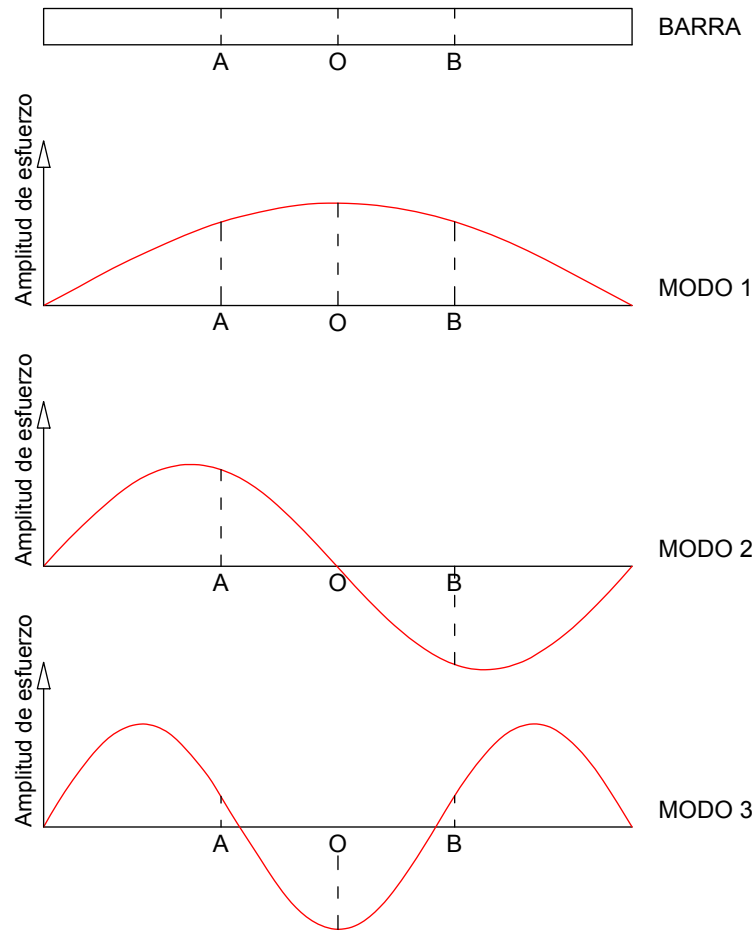 BARRA
A O B
Amplitud de esfuerzo
MODO 1
A O B
Amplitud de esfuerzo
MODO 2
A O B
Amplitud de esfuerzo
MODO 3
A O B